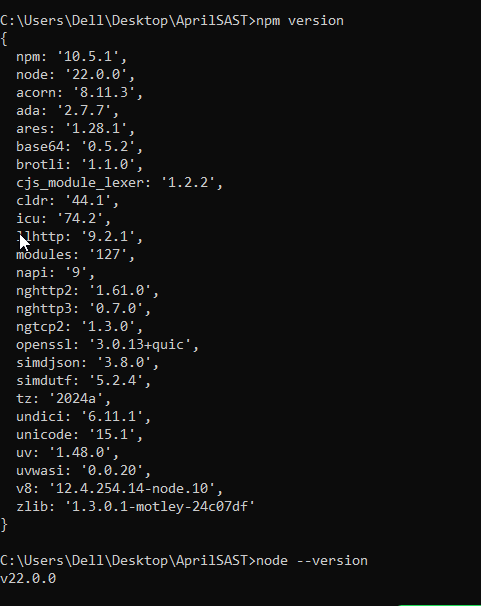 C:\Users\Dell\Desktop\AprilSAST>npm version
{
  npm: '10.5.1',
  node: '22.0.0',
  acorn: '8.11.3',
  ada: '2.7.7',
  ares: '1.28.1',
  base64: '0.5.2',
  brotli: '1.1.0',
  cjs_module_lexer: '1.2.2',
  cldr: '44.1',
  icu: '74.2',
  llhttp: '9.2.1',
  modules: '127',
  napi: '9',
  nghttp2: '1.61.0',
  nghttp3: '0.7.0',
  ngtcp2: '1.3.0',
  openssl: '3.0.13+quic',
  simdjson: '3.8.0',
  simdutf: '5.2.4',
  tz: '2024a',
  undici: '6.11.1',
  unicode: '15.1',
  uv: '1.48.0',
  uvwasi: '0.0.20',
  v8: '12.4.254.14-node.10',
  zlib: '1.3.0.1-motley-24c07df'
}
C:\Users\Dell\Desktop\AprilSAST>node --version
v22.0.0